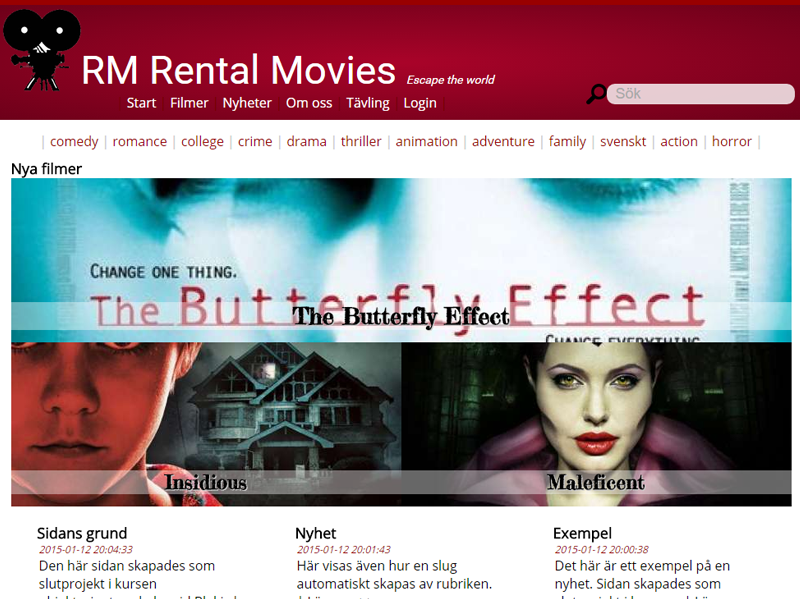 RM Rental Movies Escape the world
Start Filmer Nyheter Om oss Tävling Login
Sök
| comedy | romance | college | crime | drama | thriller | animation | adventure | family | svenskt | action | horror |
Nya filmer
CHANGE ONE THING.
The Butterfly Effect
The Butterfly Effect
CHANGE EVERYTHING
Insidious
Maleficent
Sidans grund
2015-01-12 20:04:33
Den här sidan skapades som
slutprojekt i kursen
Nyhet
2015-01-12 20:01:43
Här visas även hur en slug
automatiskt skapas av rubriken.
Exempel
2015-01-12 20:00:38
Det här är ett exempel på en
nyhet. Sidan skapades som